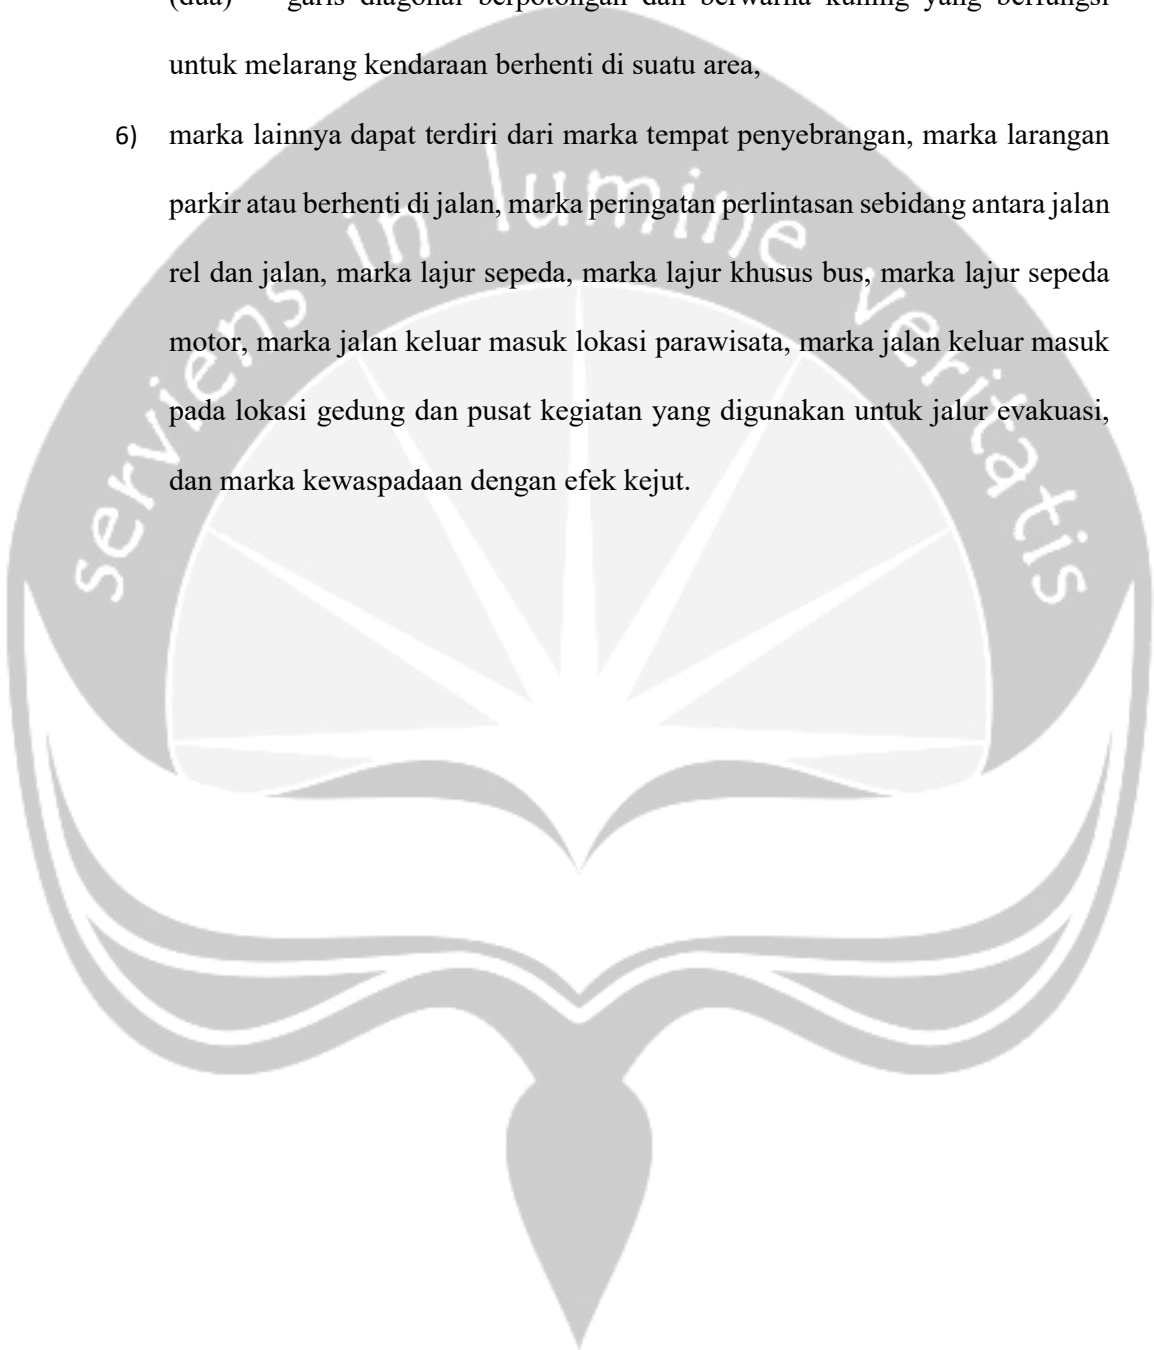 (dua) garis diagonal berpotongan dan berwarna kuning yang berfungsi
untuk melarang kendaraan berhenti di suatu area,
6) marka lainnya dapat terdiri dari marka tempat penyebrangan, marka larangan
parkir atau berhenti di jalan, marka peringatan perlintasan sebidang antara jalan
rel dan jalan, marka lajur sepeda, marka lajur khusus bus, marka lajur sepeda
motor, marka jalan keluar masuk lokasi parawisata, marka jalan keluar masuk
pada lokasi gedung dan pusat kegiatan yang digunakan untuk jalur evakuasi,
dan marka kewaspadaan dengan efek kejut.
serviens in lumine veritatis